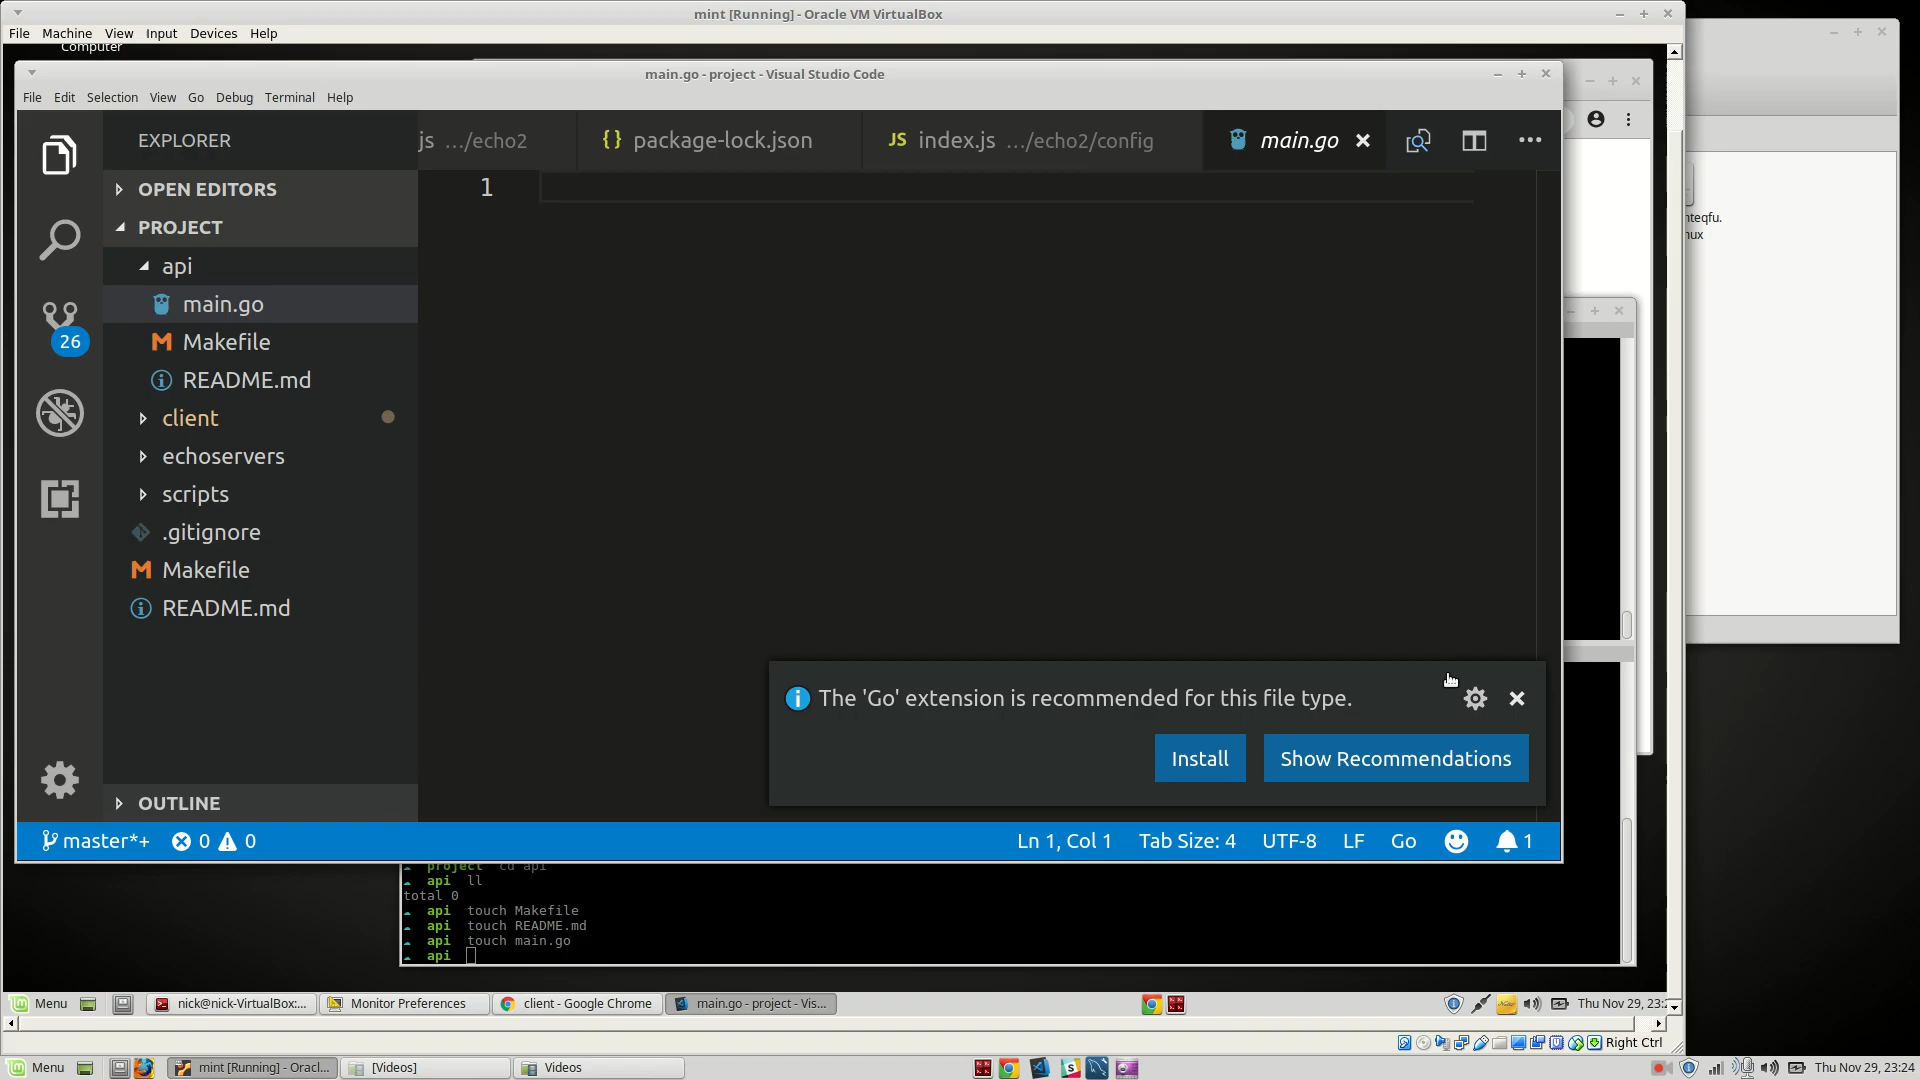 mint [Running] - Oracle VM VirtualBox
File Machine View Input Devices Help
Computer
main.go - project - Visual Studio Code
File Edit Selection View Go Debug Terminal Help
EXPLORER
js .../echo2
{} package-lock.json
JS index.js .../echo2/config
main.go
OPEN EDITORS
1
PROJECT
api
main.go
Makefile
README.md
client
echoservers
scripts
.gitignore
Makefile
README.md
OUTLINE
26
nteqfu.
nux
The 'Go' extension is recommended for this file type.
Install
Show Recommendations
master*+ 0 0
Ln 1, Col 1 Tab Size: 4 UTF-8 LF Go 1
project cd api
api ll
total 0
api touch Makefile
api touch README.md
api touch main.go
api
Menu nick@nick-VirtualBox:... Monitor Preferences client - Google Chrome main.go - project - Vis... Thu Nov 29, 23:2
Right Ctrl
Menu mint [Running] - Oracl... [Videos] Videos Thu Nov 29, 23:24